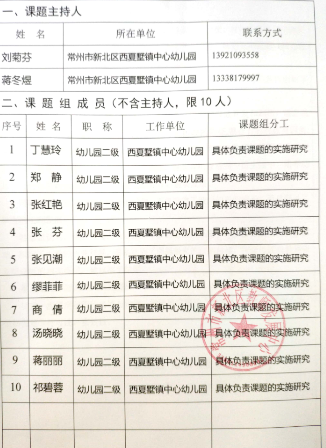 一、课题主持人
姓 名 所在单位 联系方式
刘菊芬 常州市新北区西夏墅镇中心幼儿园 13921093558
蒋冬煜 常州市新北区西夏墅镇中心幼儿园 13338179997
二、课 题 组 成 员（不含主持人，限 10 人）
序号 姓 名 职 称 工作单位 课题组分工
1 丁慧玲 幼儿园二级 西夏墅镇中心幼儿园 具体负责课题的实施研究
2 郑 静 幼儿园二级 西夏墅镇中心幼儿园 具体负责课题的实施研究
3 张红艳 幼儿园二级 西夏墅镇中心幼儿园 具体负责课题的实施研究
4 张 芬 幼儿园二级 西夏墅镇中心幼儿园 具体负责课题的实施研究
5 张见潮 幼儿园二级 西夏墅镇中心幼儿园 具体负责课题的实施研究
6 缪菲菲 幼儿园二级 西夏墅镇中心幼儿园 具体负责课题的实施研究
7 商 倩 幼儿园二级 西夏墅镇中心幼儿园 具体负责课题的实施研究
8 汤晓晓 幼儿园二级 西夏墅镇中心幼儿园 具体负责课题的实施研究
9 蒋丽丽 幼儿园二级 西夏墅镇中心幼儿园 具体负责课题的实施研究
10 祁碧蓉 幼儿园二级 西夏墅镇中心幼儿园 具体负责课题的实施研究